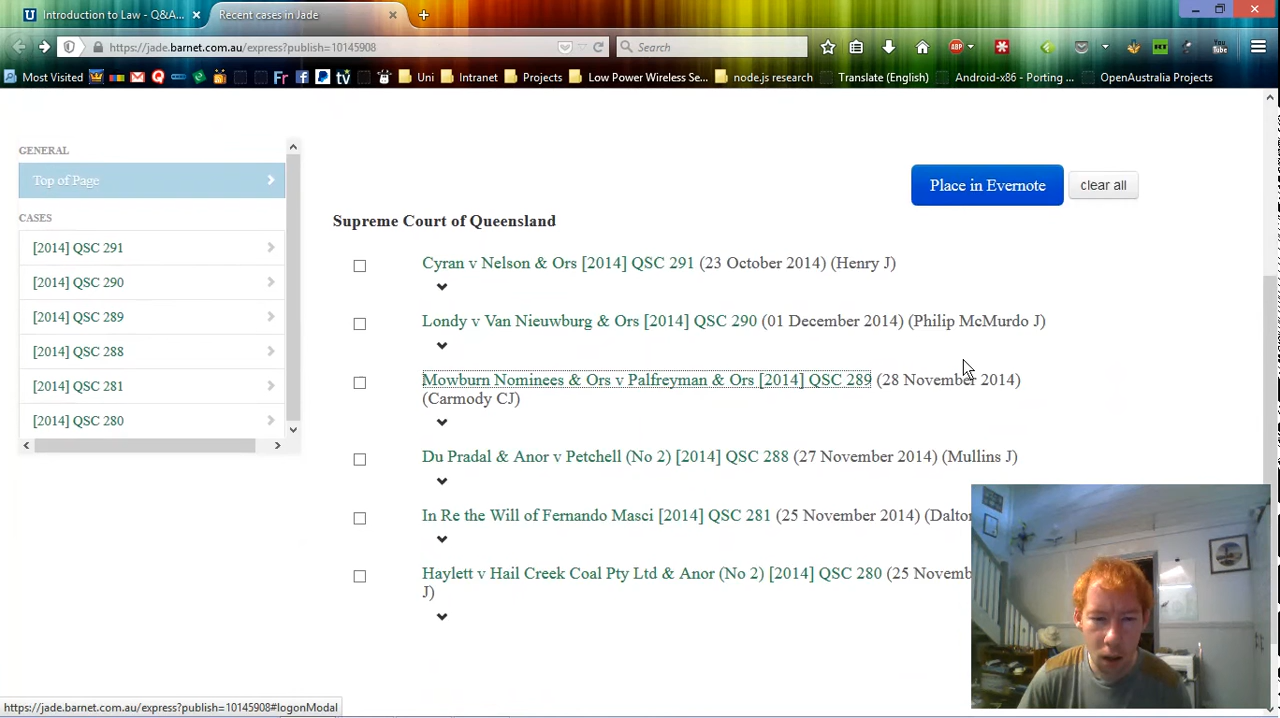 Introduction to Law - Q&A...
Recent cases in Jade
https://jade.barnet.com.au/express?publish=10145908
Search
ABP
RT
You
Tube
Most Visited
Fr
tv
Uni
Intranet
Projects
Low Power Wireless Se...
node.js research
Translate (English)
Android-x86 - Porting ...
OpenAustralia Projects
GENERAL
Top of Page
CASES
[2014] QSC 291
[2014] QSC 290
[2014] QSC 289
[2014] QSC 288
[2014] QSC 281
[2014] QSC 280
Place in Evernote
clear all
Supreme Court of Queensland
Cyran v Nelson & Ors [2014] QSC 291 (23 October 2014) (Henry J)
Londy v Van Nieuwburg & Ors [2014] QSC 290 (01 December 2014) (Philip McMurdo J)
Mowburn Nominees & Ors v Palfreyman & Ors [2014] QSC 289 (28 November 2014)
(Carmody CJ)
Du Pradal & Anor v Petchell (No 2) [2014] QSC 288 (27 November 2014) (Mullins J)
In Re the Will of Fernando Masci [2014] QSC 281 (25 November 2014) (Dalton
Haylett v Hail Creek Coal Pty Ltd & Anor (No 2) [2014] QSC 280 (25 Novemb
J)
https://jade.barnet.com.au/express?publish=10145908#logonModal